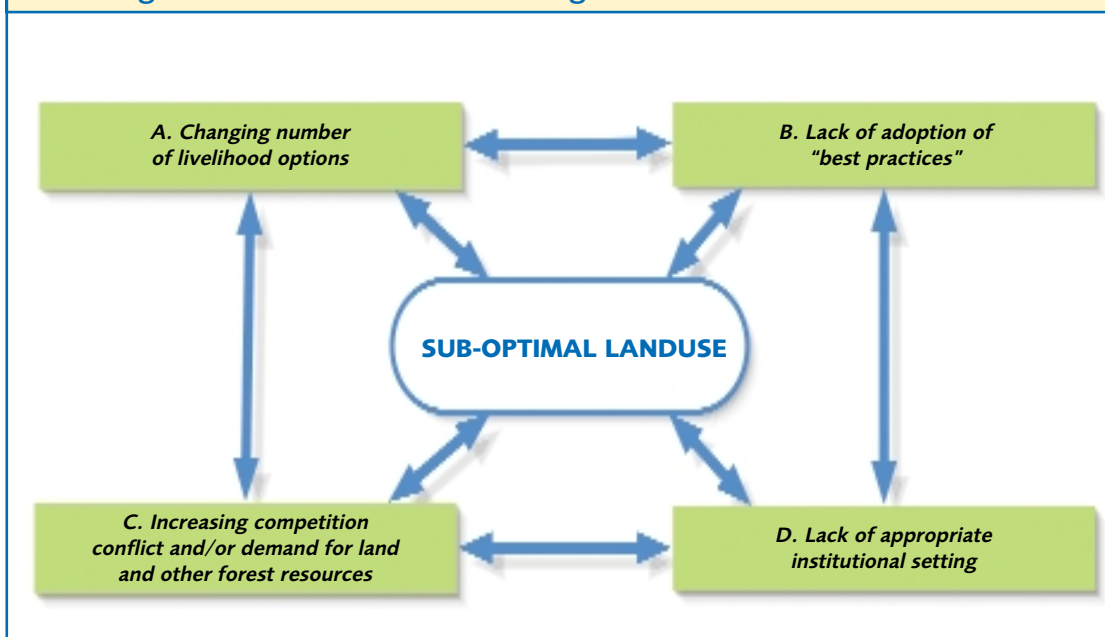 A. Changing number
of livelihood options
B. Lack of adoption of
“best practices”
SUB-OPTIMAL LANDUSE
C. Increasing competition
conflict and/or demand for land
and other forest resources
D. Lack of appropriate
institutional setting